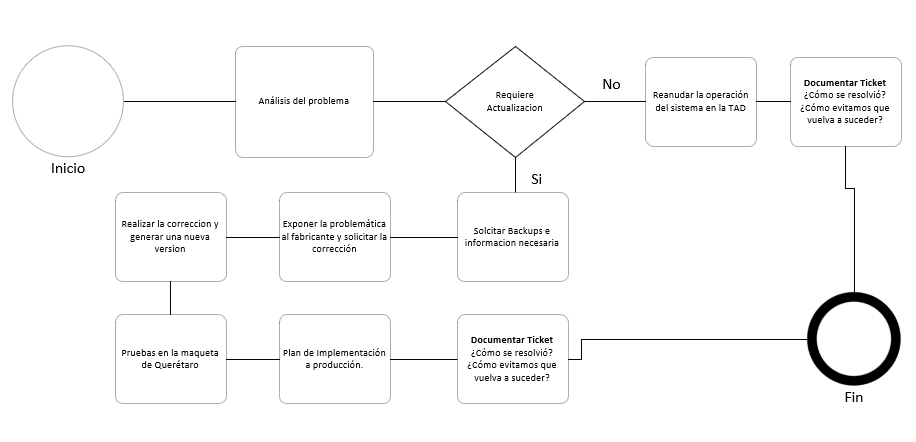 Inicio
Análisis del problema
Requiere
Actualizacion
No
Reanudar la operación
del sistema en la TAD
Documentar Ticket
¿Cómo se resolvió?
¿Cómo evitamos que
vuelva a suceder?
Si
Solcitar Backups e
informacion necesaria
Exponer la problemática
al fabricante y solicitar la
corrección
Realizar la correccion y
generar una nueva
version
Pruebas en la maqueta
de Querétaro
Plan de Implementación
a producción.
Documentar Ticket
¿Cómo se resolvió?
¿Cómo evitamos que
vuelva a suceder?
Fin